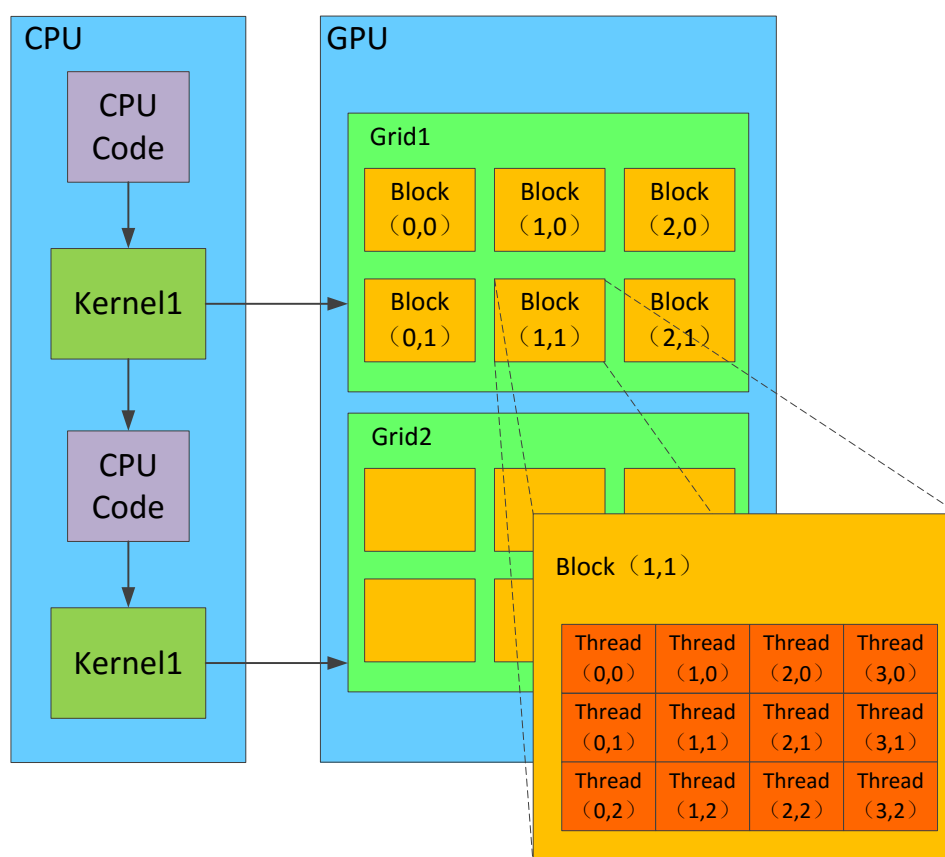 CPU
CPU
Code
Kernel1
CPU
Code
Kernel1
GPU
Grid1
Block
（0,0）
Block
（1,0）
Block
（2,0）
Block
（0,1）
Block
（1,1）
Block
（2,1）
Grid2
Block（1,1）
Thread
（0,0）
Thread
（1,0）
Thread
（2,0）
Thread
（3,0）
Thread
（0,1）
Thread
（1,1）
Thread
（2,1）
Thread
（3,1）
Thread
（0,2）
Thread
（1,2）
Thread
（2,2）
Thread
（3,2）